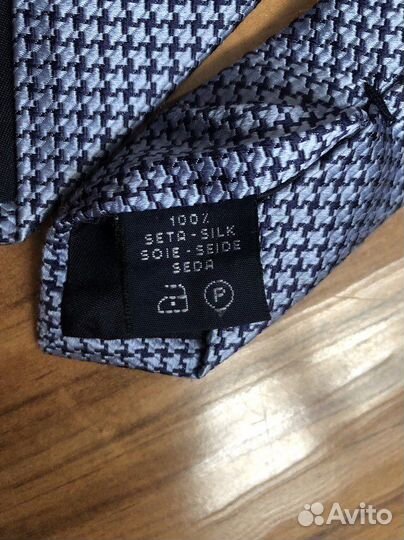 100%
SETA-SILK
SOIE-SEIDE
SEDA
P
Avito